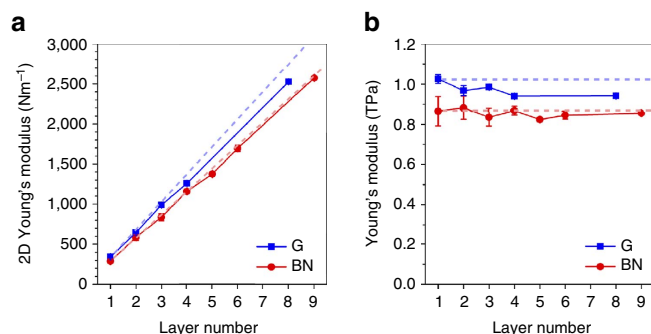 a
3,000
2,500
2,000
1,500
1,000
500
0
2D Young's modulus (Nm⁻¹)
G
BN
1 2 3 4 5 6 7 8 9
Layer number
b
1.2
1.0
0.8
0.6
0.4
0.2
0.0
Young's modulus (TPa)
G
BN
1 2 3 4 5 6 7 8 9
Layer number